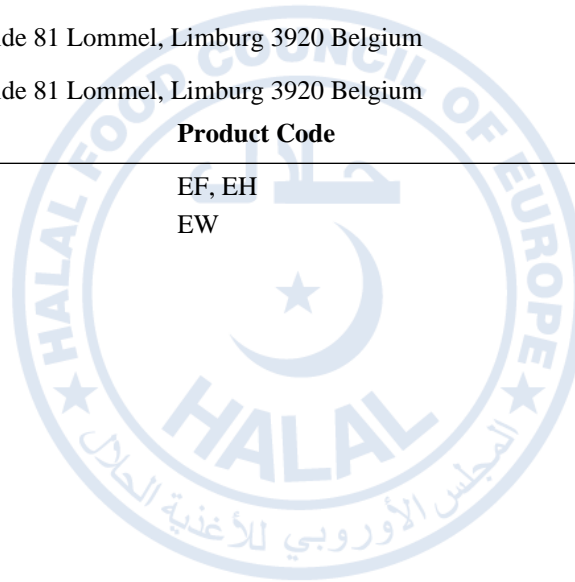 de 81 Lommel, Limburg 3920 Belgium
de 81 Lommel, Limburg 3920 Belgium
Product Code
EF, EH
EW
HALAL FOOD COUNCIL OF EUROPE
حلال
HALAL
المجلس الأوروبي للأغذية الحلال